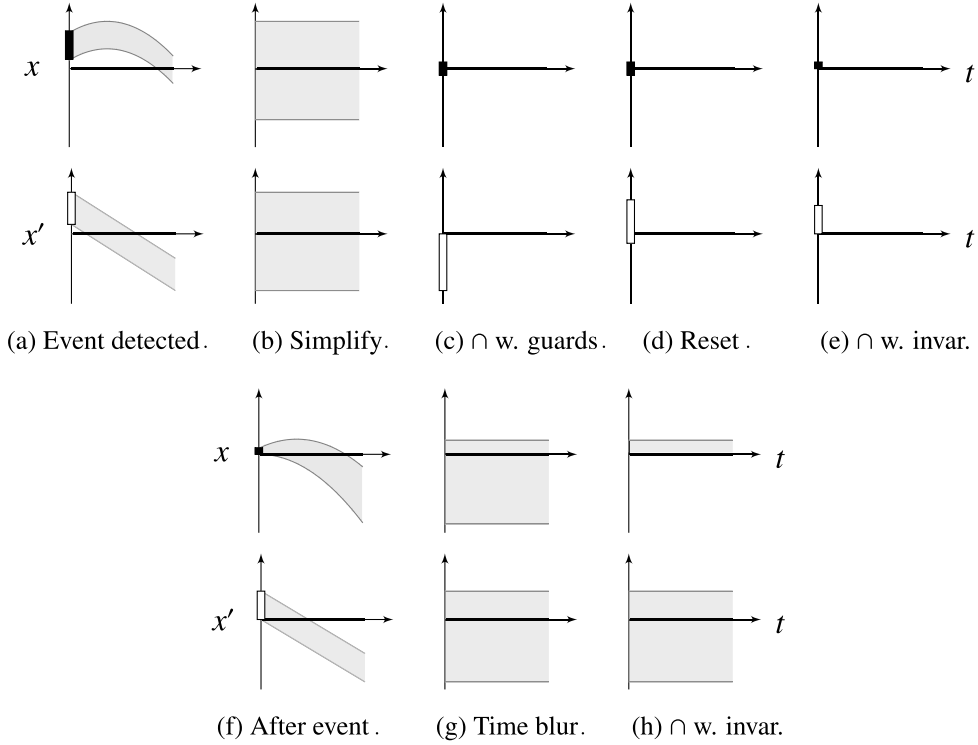 x t
x′ t
(a) Event detected. (b) Simplify. (c) ∩ w. guards. (d) Reset. (e) ∩ w. invar.
x t
x′ t
(f) After event. (g) Time blur. (h) ∩ w. invar.